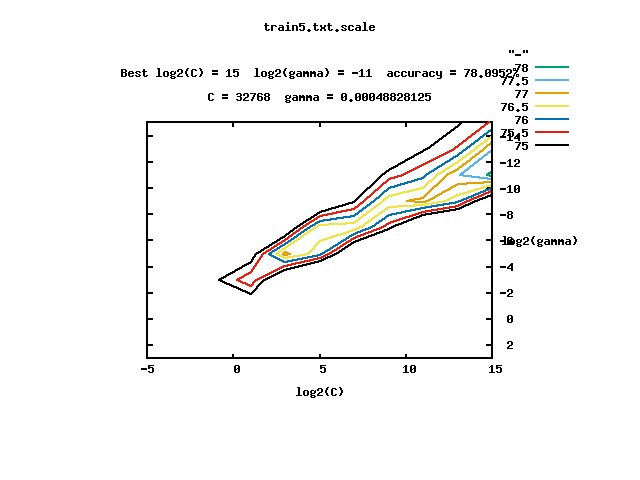 train5.txt.scale
"-"
Best log2(C) = 15  log2(gamma) = -11  accuracy = 78.0952%
78
77.5
C = 32768  gamma = 0.00048828125
77
76.5
76
75.5
75
-14
-12
-10
-8
-6
log2(gamma)
-4
-2
0
2
-5 0 5 10 15
log2(C)